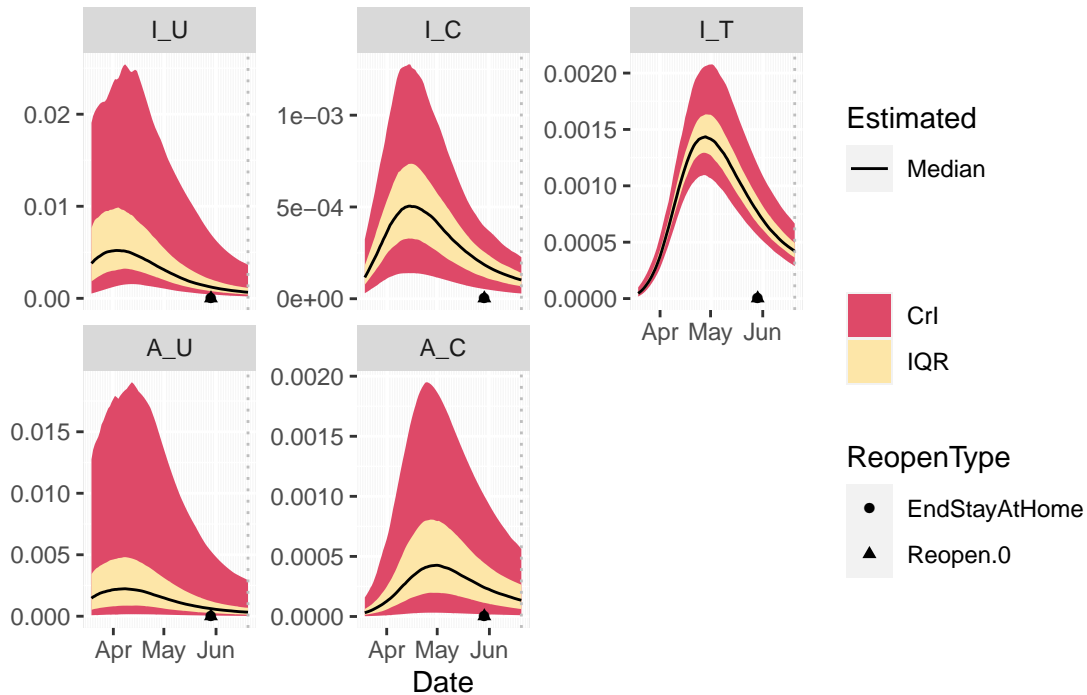 I_U
I_C
I_T
0.02
0.01
0.00
1e−03
5e−04
0e+00
0.0020
0.0015
0.0010
0.0005
0.0000
Apr May Jun
A_U
A_C
0.015
0.010
0.005
0.000
0.0020
0.0015
0.0010
0.0005
0.0000
Apr May Jun
Apr May Jun
Date
Estimated
Median
CrI
IQR
ReopenType
EndStayAtHome
Reopen.0